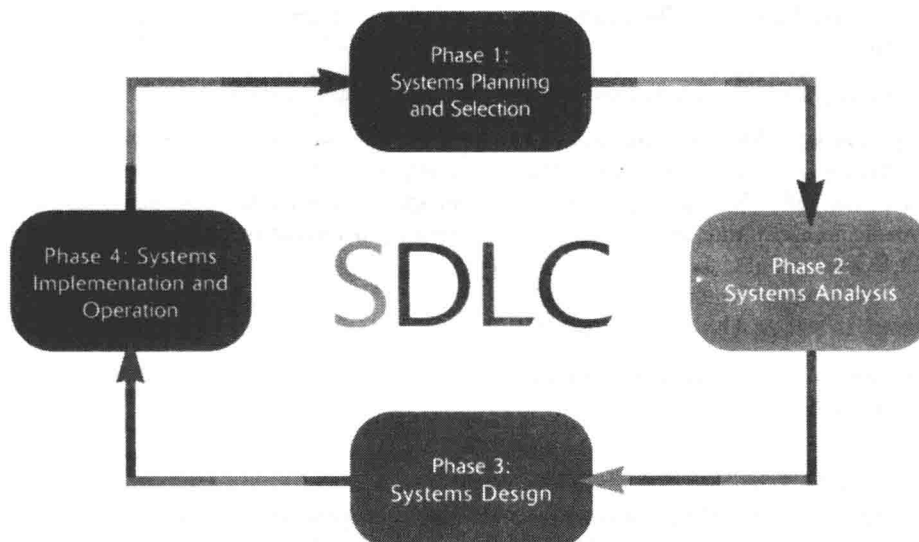 Phase 1:
Systems Planning
and Selection
Phase 4: Systems
Implementation and
Operation
SDLC
Phase 2:
Systems Analysis
Phase 3:
Systems Design